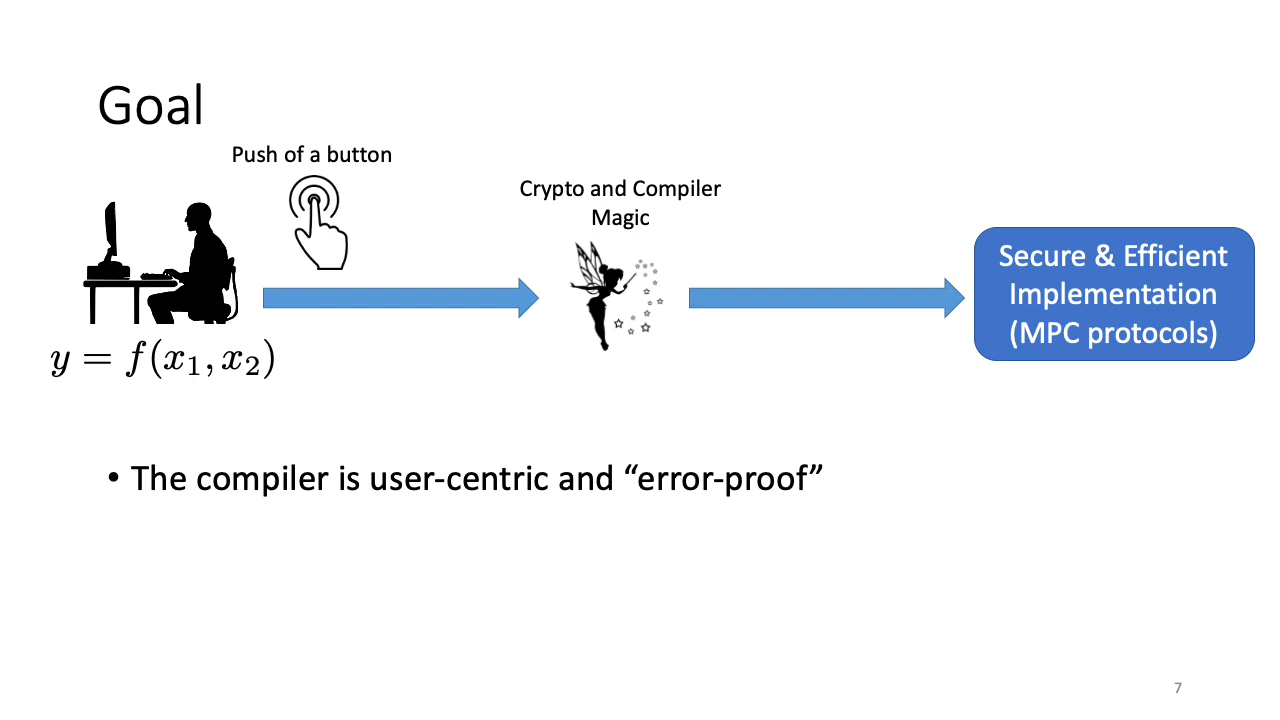 Goal
Push of a button
Crypto and Compiler
Magic
Secure & Efficient
Implementation
(MPC protocols)
y = f(x₁, x₂)
• The compiler is user-centric and “error-proof”
7